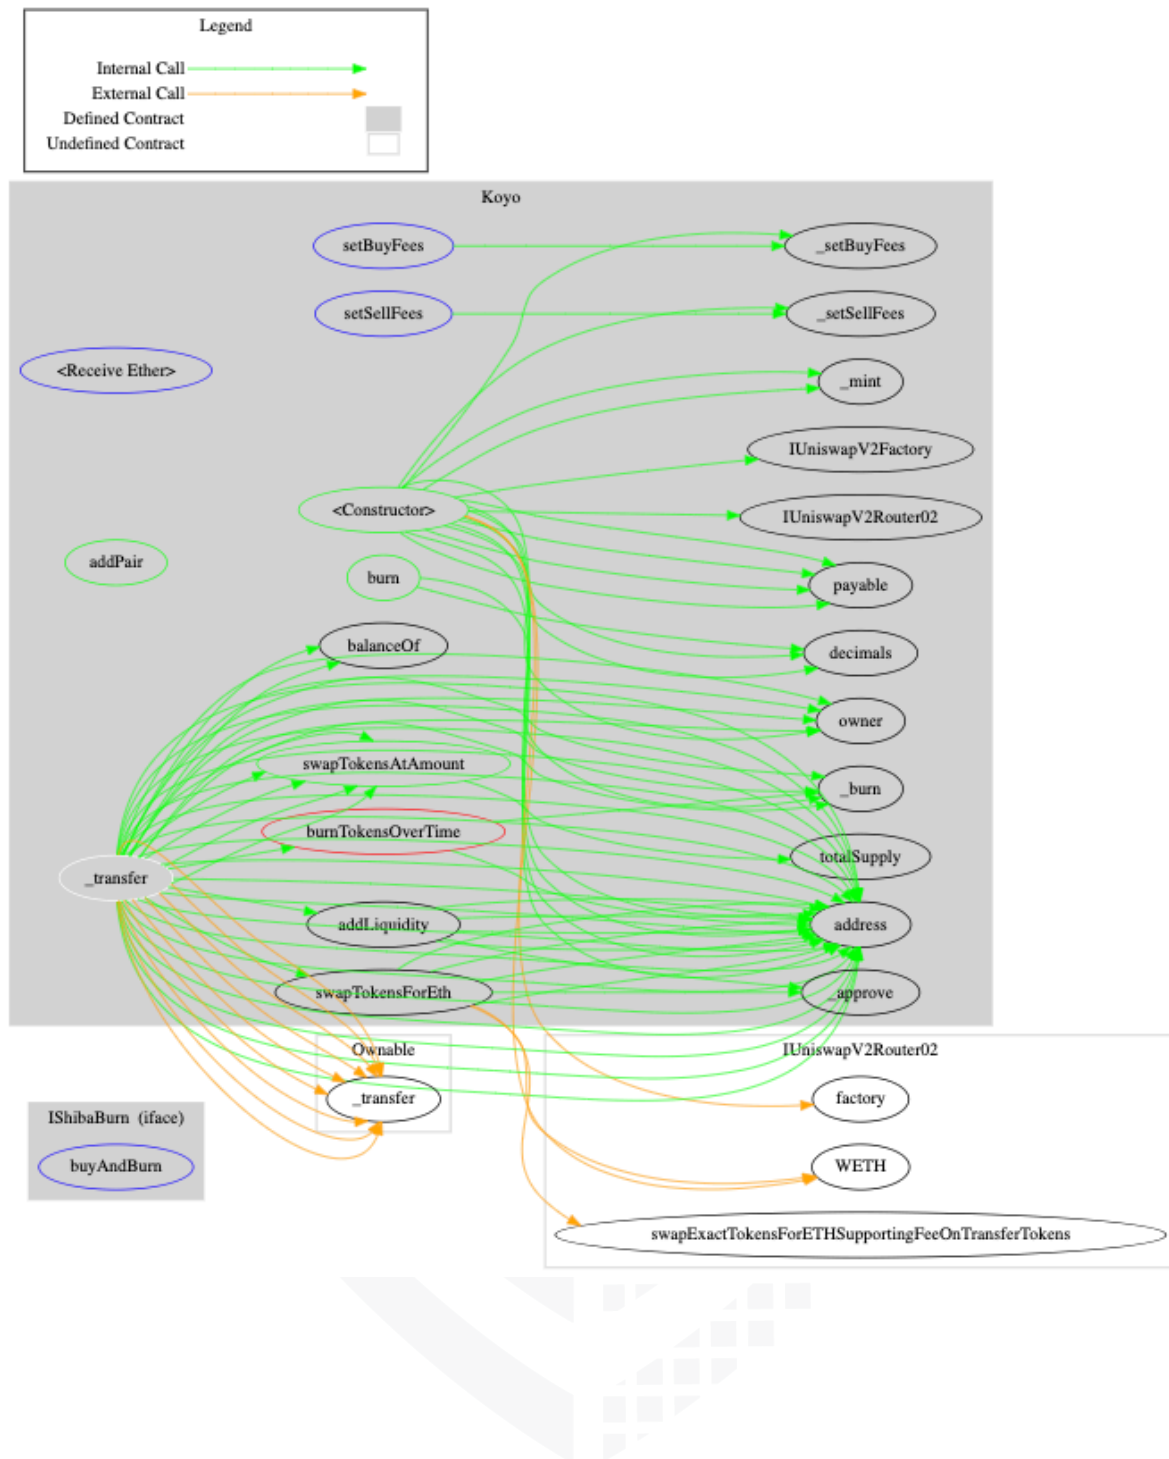 Legend
Internal Call
External Call
Defined Contract
Undefined Contract
Koyo
setBuyFees
_setBuyFees
setSellFees
_setSellFees
<Receive Ether>
_mint
IUniswapV2Factory
<Constructor>
IUniswapV2Router02
addPair
burn
payable
balanceOf
decimals
owner
swapTokensAtAmount
_burn
burnTokensOverTime
totalSupply
_transfer
addLiquidity
address
swapTokensForEth
_approve
Ownable
IUniswapV2Router02
_transfer
factory
IShibaBurn (iface)
buyAndBurn
WETH
swapExactTokensForETHSupportingFeeOnTransferTokens